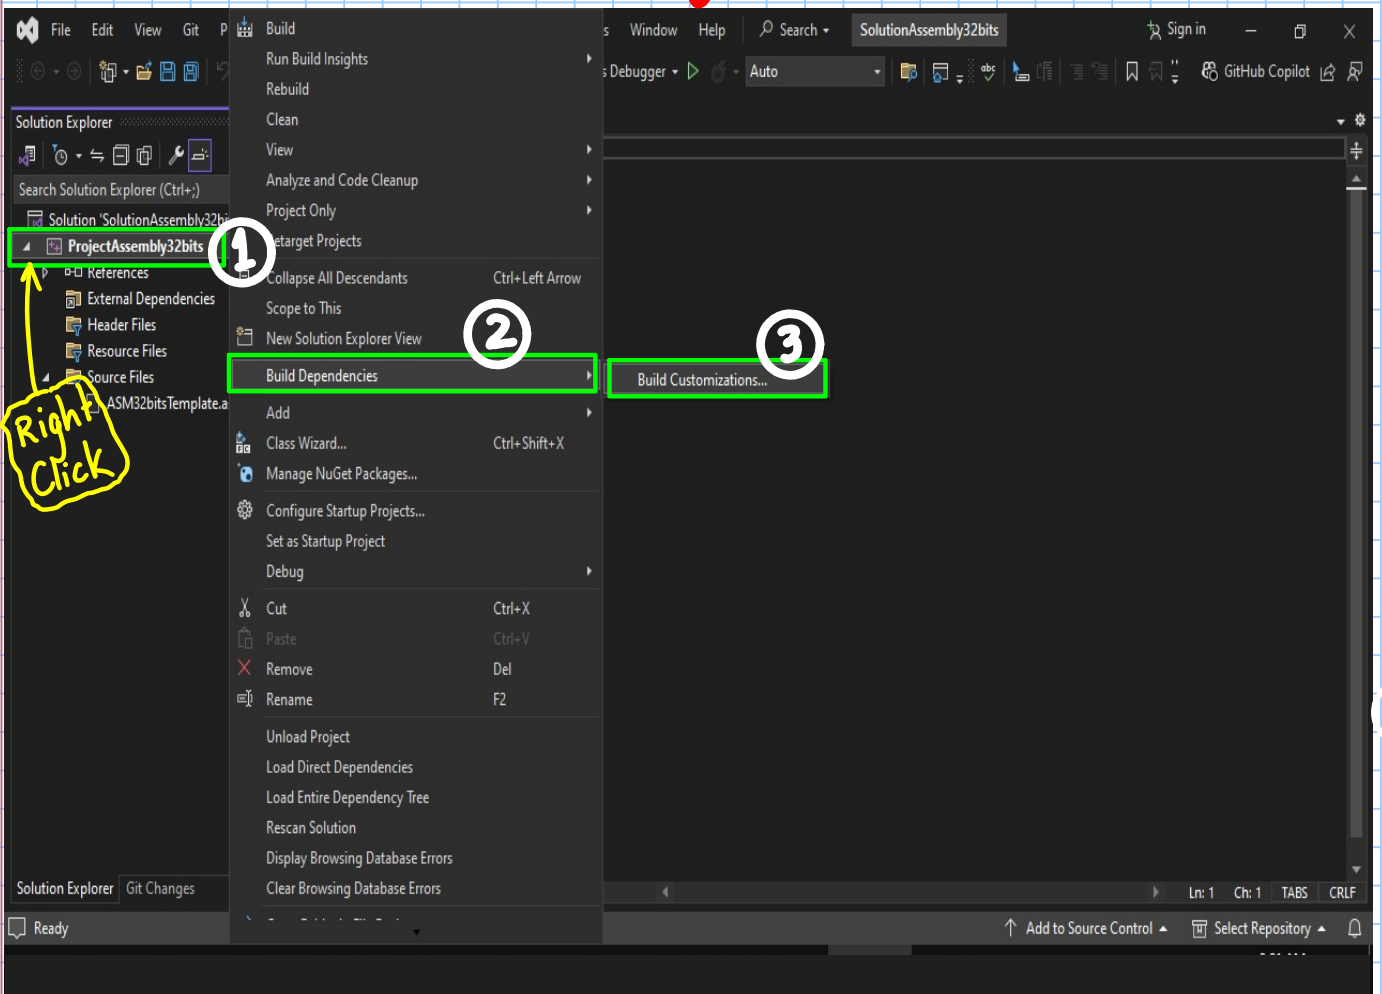 File Edit View Git P
s Window Help Search SolutionAssembly32bits Sign in
s Debugger Auto GitHub Copilot
Solution Explorer
Search Solution Explorer (Ctrl+;)
Solution 'SolutionAssembly32bi
ProjectAssembly32bits
References
External Dependencies
Header Files
Resource Files
Source Files
ASM32bitsTemplate.a
1
Right
Click
Build
Run Build Insights
Rebuild
Clean
View
Analyze and Code Cleanup
Project Only
etarget Projects
Collapse All Descendants Ctrl+Left Arrow
Scope to This
New Solution Explorer View
2
Build Dependencies
3
Build Customizations...
Add
Class Wizard... Ctrl+Shift+X
Manage NuGet Packages...
Configure Startup Projects...
Set as Startup Project
Debug
Cut Ctrl+X
Paste Ctrl+V
Remove Del
Rename F2
Unload Project
Load Direct Dependencies
Load Entire Dependency Tree
Rescan Solution
Display Browsing Database Errors
Clear Browsing Database Errors
Solution Explorer Git Changes
Ln: 1 Ch: 1 TABS CRLF
Ready Add to Source Control Select Repository